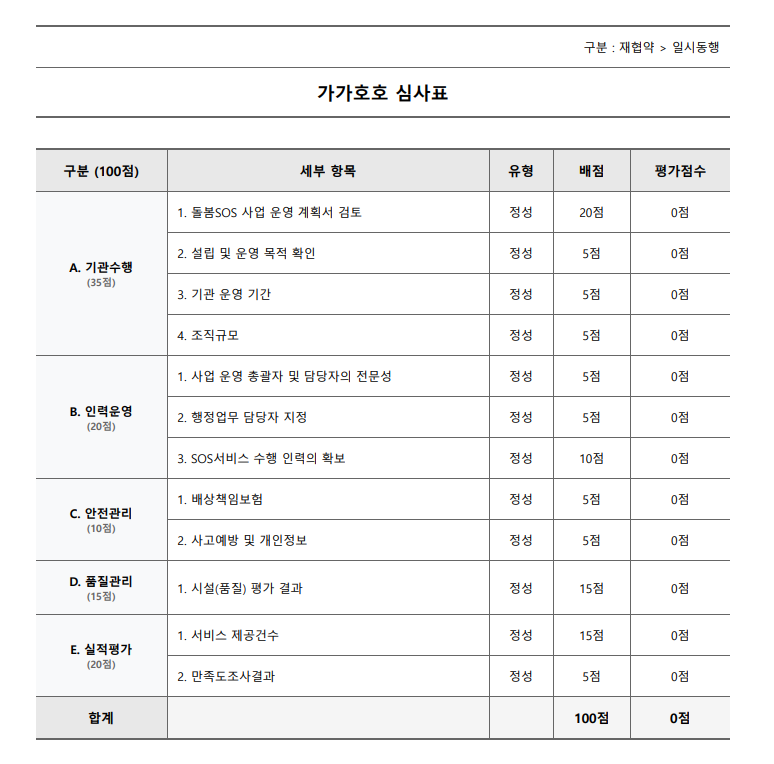 구분 : 재협약 > 일시동행
가가호호 심사표
구분 (100점) 세부 항목 유형 배점 평가점수
A. 기관수행
(35점)
1. 돌봄SOS 사업 운영 계획서 검토 정성 20점 0점
2. 설립 및 운영 목적 확인 정성 5점 0점
3. 기관 운영 기간 정성 5점 0점
4. 조직규모 정성 5점 0점
B. 인력운영
(20점)
1. 사업 운영 총괄자 및 담당자의 전문성 정성 5점 0점
2. 행정업무 담당자 지정 정성 5점 0점
3. SOS서비스 수행 인력의 확보 정성 10점 0점
C. 안전관리
(10점)
1. 배상책임보험 정성 5점 0점
2. 사고예방 및 개인정보 정성 5점 0점
D. 품질관리
(15점)
1. 시설(품질) 평가 결과 정성 15점 0점
E. 실적평가
(20점)
1. 서비스 제공건수 정성 15점 0점
2. 만족도조사결과 정성 5점 0점
합계 100점 0점